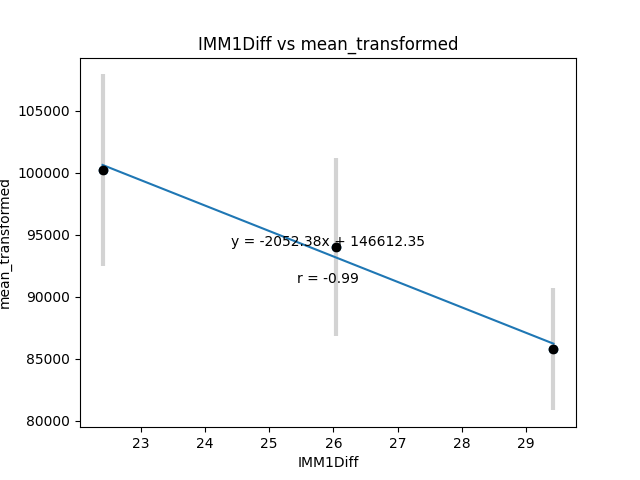 IMM1Diff vs mean_transformed
mean_transformed
105000
100000
95000
90000
85000
80000
y = -2052.38x + 146612.35
r = -0.99
23 24 25 26 27 28 29
IMM1Diff